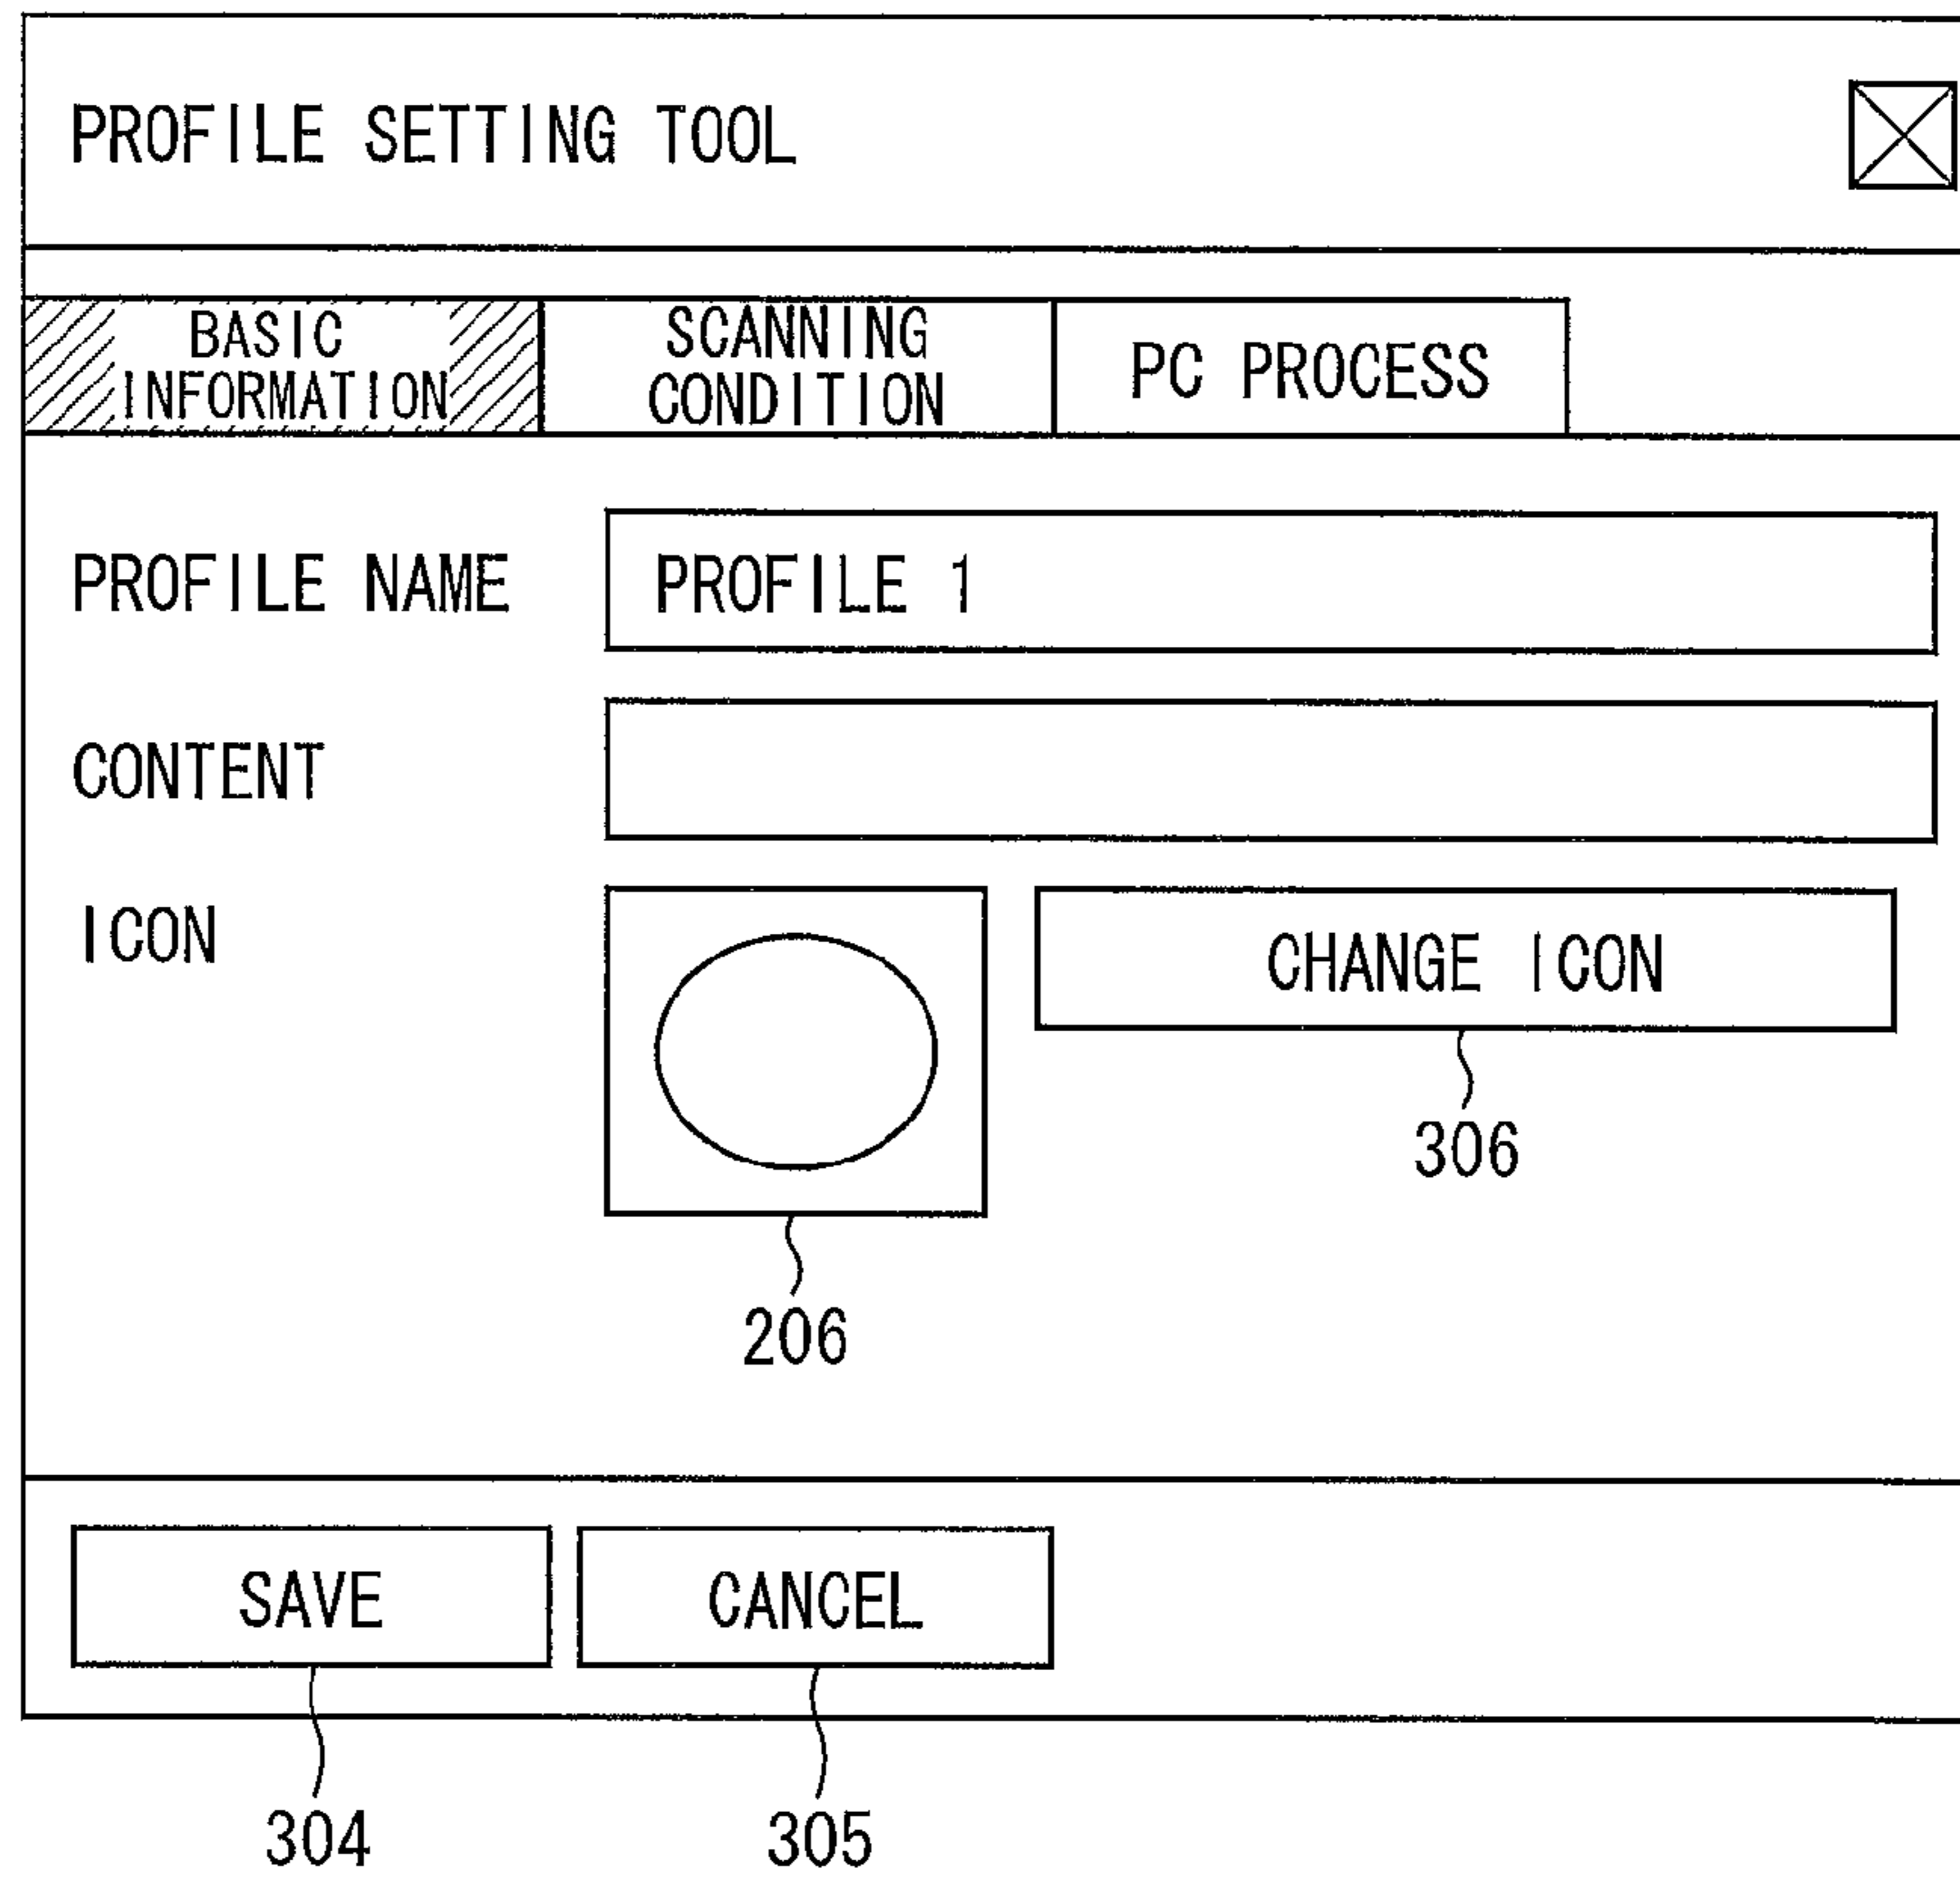 PROFILE SETTING TOOL
BASIC
INFORMATION
SCANNING
CONDITION
PC PROCESS
PROFILE NAME
PROFILE 1
CONTENT
ICON
CHANGE ICON
306
206
SAVE
CANCEL
304
305